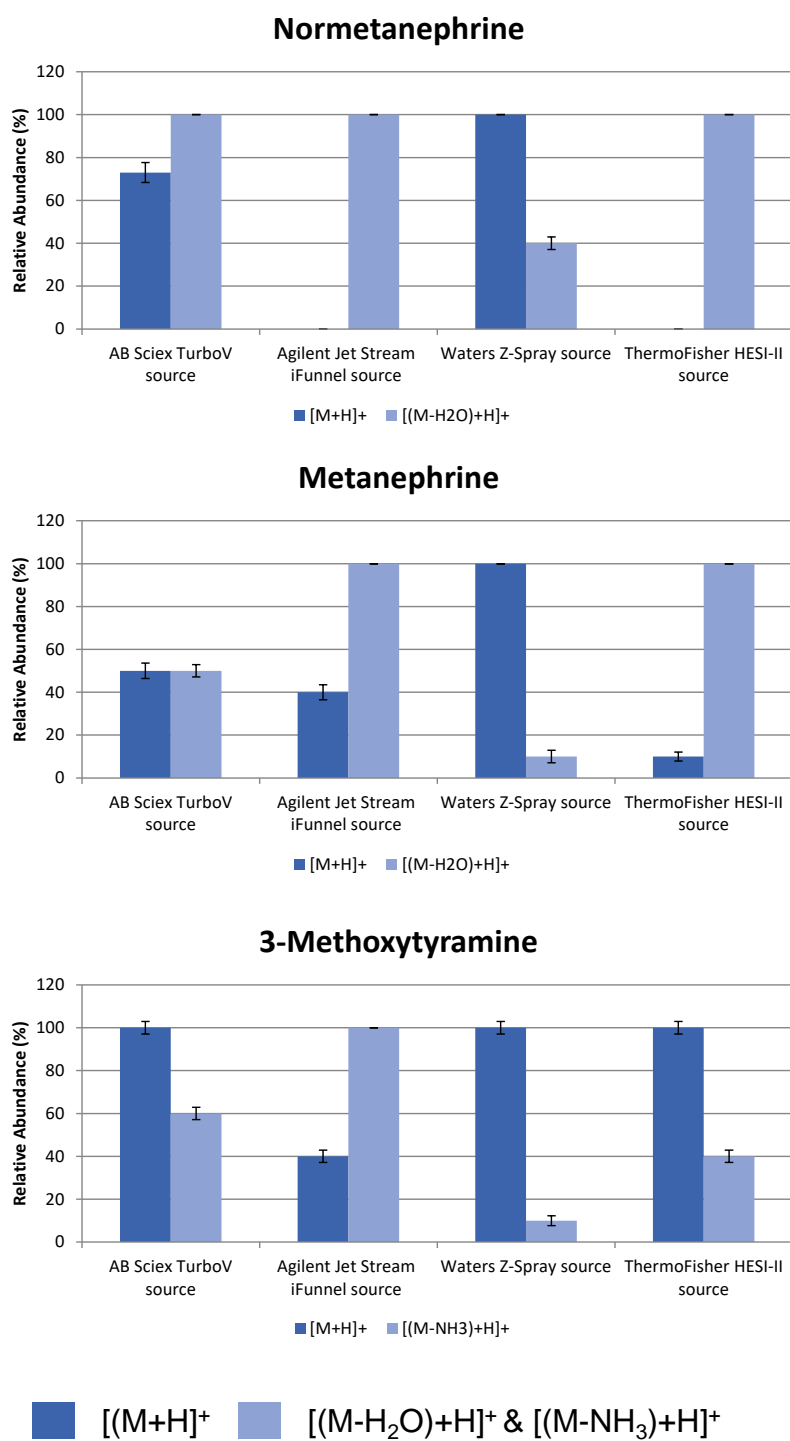 Normetanephrine
Relative Abundance (%)
120
100
80
60
40
20
0
AB Sciex TurboV
source
Agilent Jet Stream
iFunnel source
Waters Z-Spray source
ThermoFisher HESI-II
source
[M+H]+ [(M-H2O)+H]+
Metanephrine
Relative Abundance (%)
120
100
80
60
40
20
0
AB Sciex TurboV
source
Agilent Jet Stream
iFunnel source
Waters Z-Spray source
ThermoFisher HESI-II
source
[M+H]+ [(M-H2O)+H]+
3-Methoxytyramine
Relative Abundance (%)
120
100
80
60
40
20
0
AB Sciex TurboV
source
Agilent Jet Stream
iFunnel source
Waters Z-Spray source
ThermoFisher HESI-II
source
[M+H]+ [(M-NH3)+H]+
[(M+H]⁺ [(M-H₂O)+H]⁺ & [(M-NH₃)+H]⁺